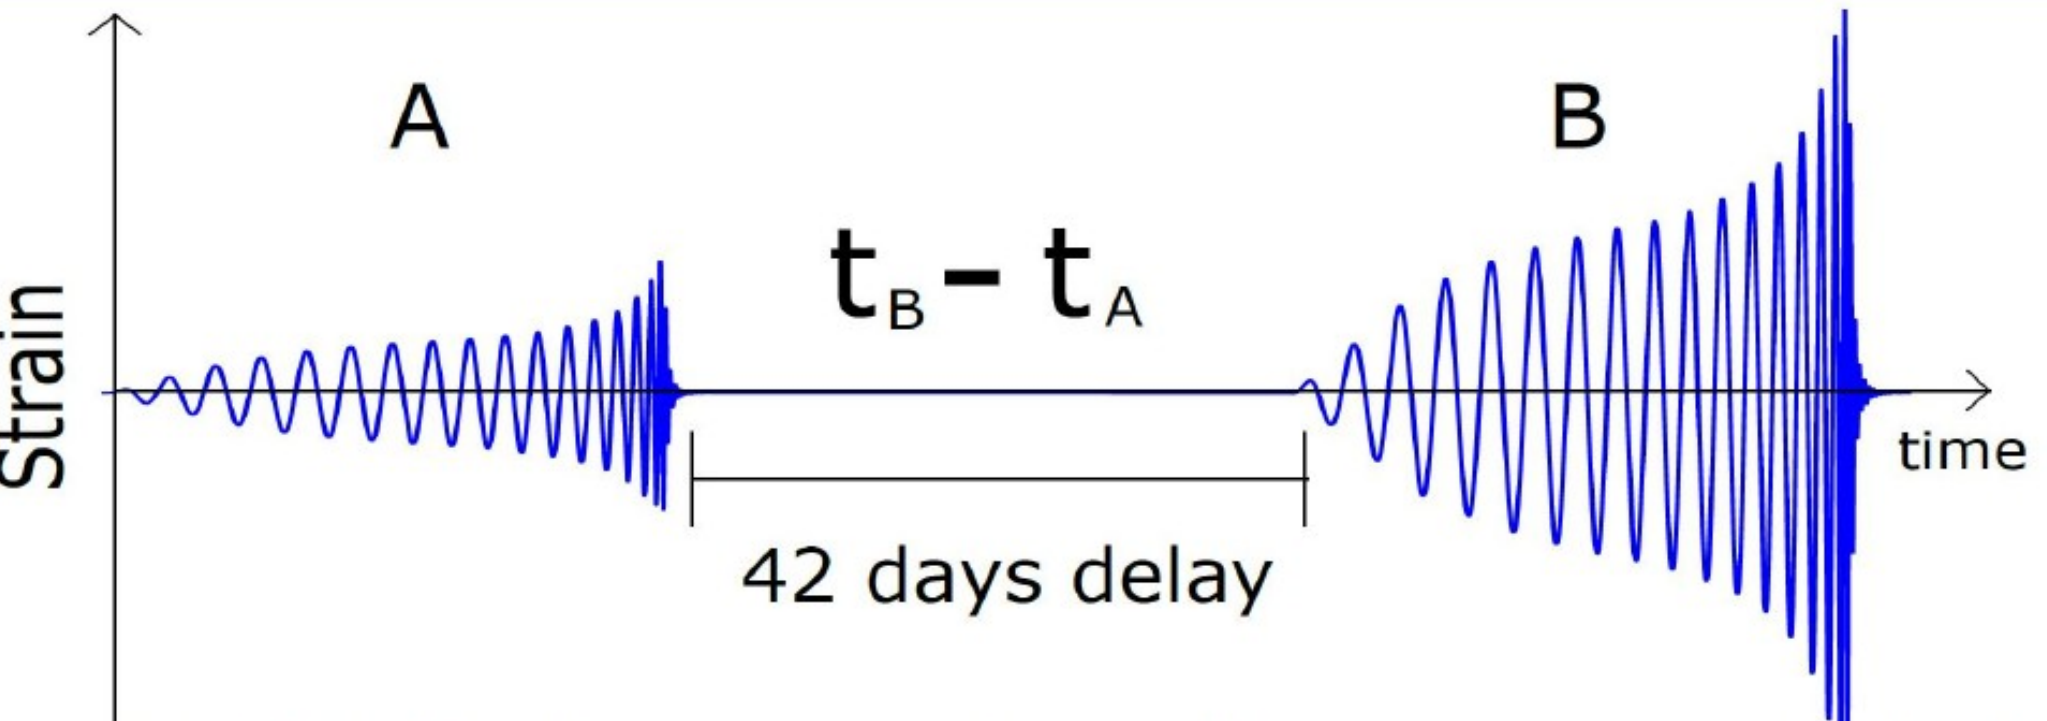 A
B
t_B - t_A
Strain
time
42 days delay